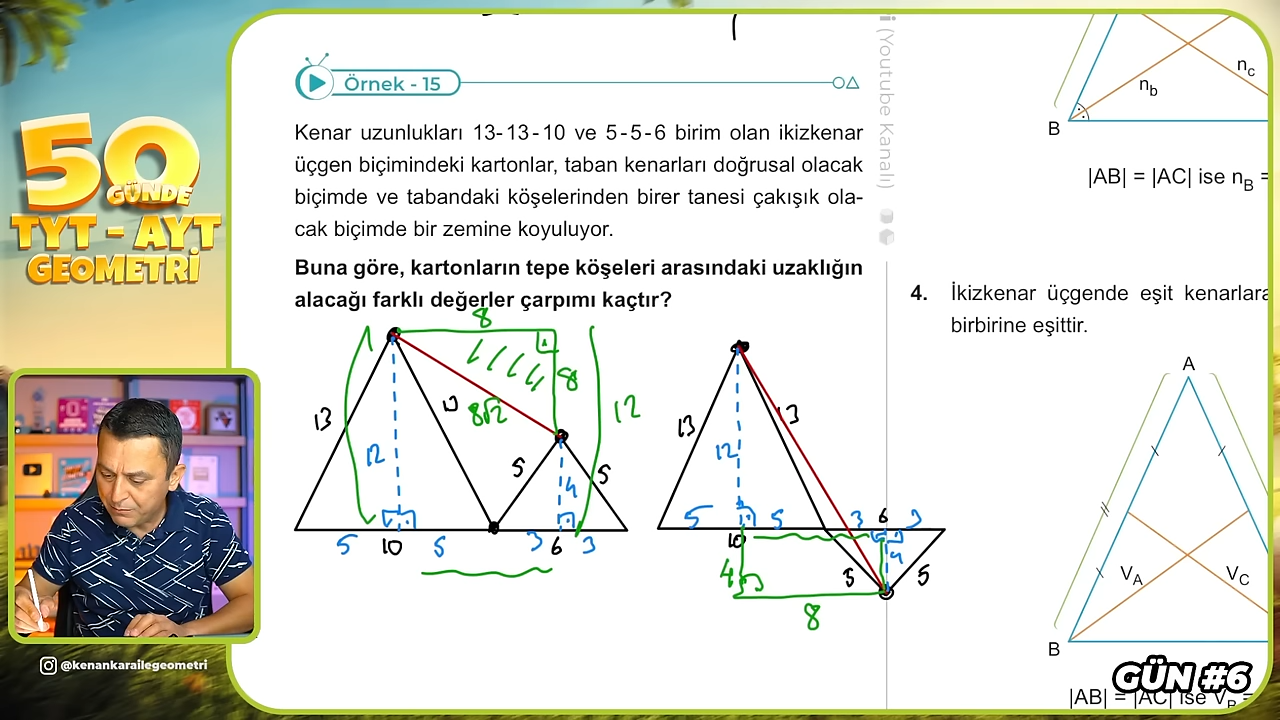 50
GÜNDE
TYT - AYT
GEOMETRİ
@kenankarailegeometri
Örnek - 15
Kenar uzunlukları 13-13-10 ve 5-5-6 birim olan ikizkenar
üçgen biçimindeki kartonlar, taban kenarları doğrusal olacak
biçimde ve tabandaki köşelerinden birer tanesi çakışık ola-
cak biçimde bir zemine koyuluyor.
Buna göre, kartonların tepe köşeleri arasındaki uzaklığın
alacağı farklı değerler çarpımı kaçtır?
8
8
8√2
13
12
5
5
4
12
5
10
5
3
6
3
13
13
12
5
5
3
6
3
10
4
4
5
5
8
(Youtube Kanalı)
n_b
n_c
B
|AB| = |AC| ise n_B =
4. İkizkenar üçgende eşit kenarlara
birbirine eşittir.
A
V_A
V_C
B
|AB| = |AC| ise V_B =
GÜN #6